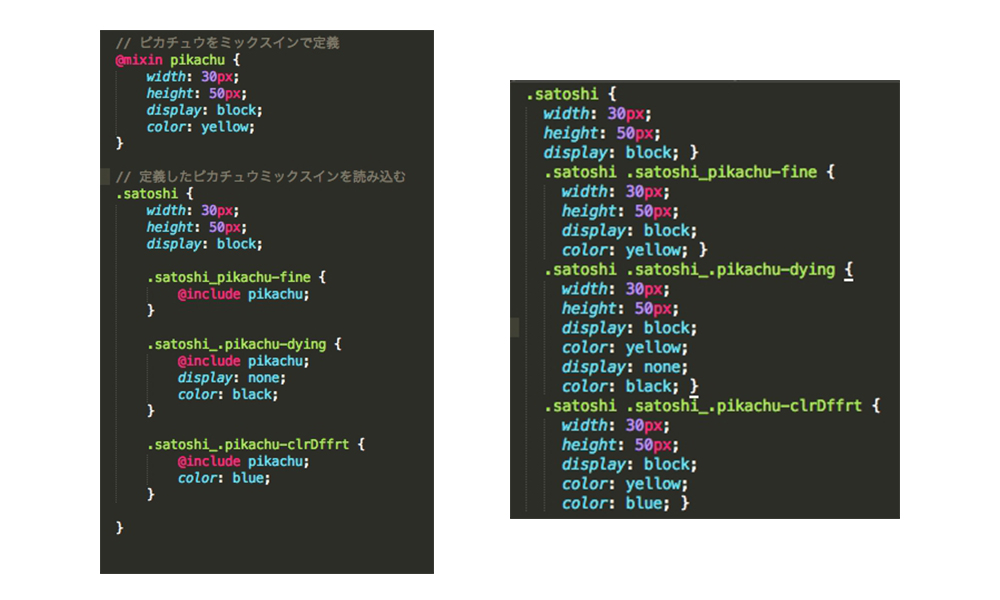 // ピカチュウをミックスインで定義
@mixin pikachu {
width: 30px;
height: 50px;
display: block;
color: yellow;
}
// 定義したピカチュウミックスインを読み込む
.satoshi {
width: 30px;
height: 50px;
display: block;
.satoshi_pikachu-fine {
@include pikachu;
}
.satoshi_.pikachu-dying {
@include pikachu;
display: none;
color: black;
}
.satoshi_.pikachu-clrDffrt {
@include pikachu;
color: blue;
}
}
.satoshi {
width: 30px;
height: 50px;
display: block; }
.satoshi .satoshi_pikachu-fine {
width: 30px;
height: 50px;
display: block;
color: yellow; }
.satoshi .satoshi_.pikachu-dying {
width: 30px;
height: 50px;
display: block;
color: yellow;
display: none;
color: black; }
.satoshi .satoshi_.pikachu-clrDffrt {
width: 30px;
height: 50px;
display: block;
color: yellow;
color: blue; }